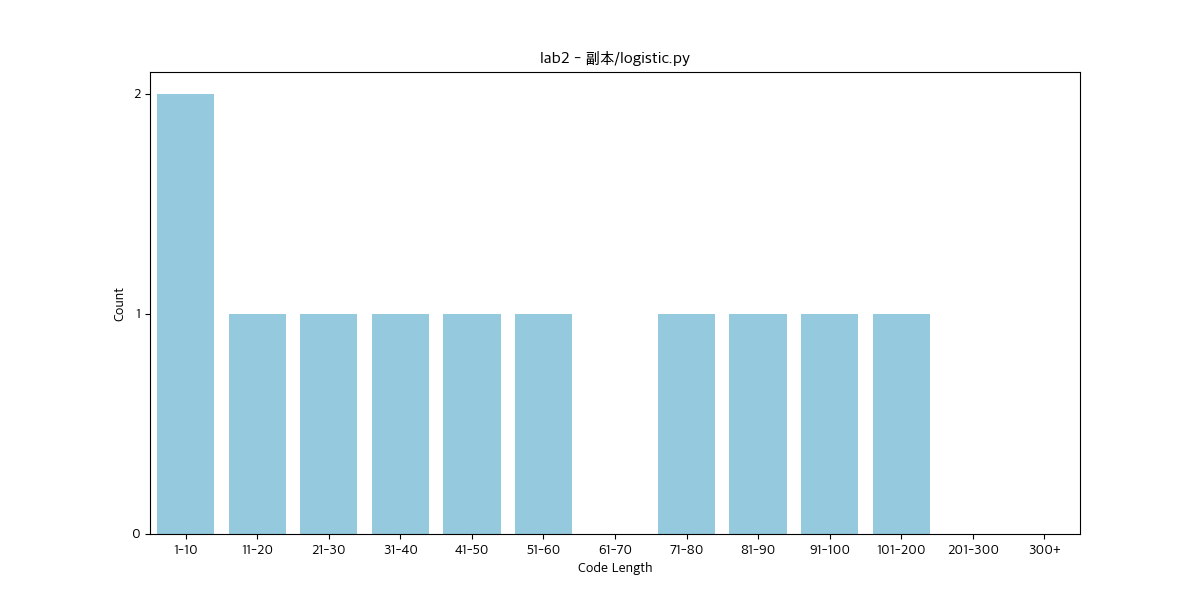 lab2 - 副本/logistic.py
Count
2
1
0
1-10 11-20 21-30 31-40 41-50 51-60 61-70 71-80 81-90 91-100 101-200 201-300 300+
Code Length